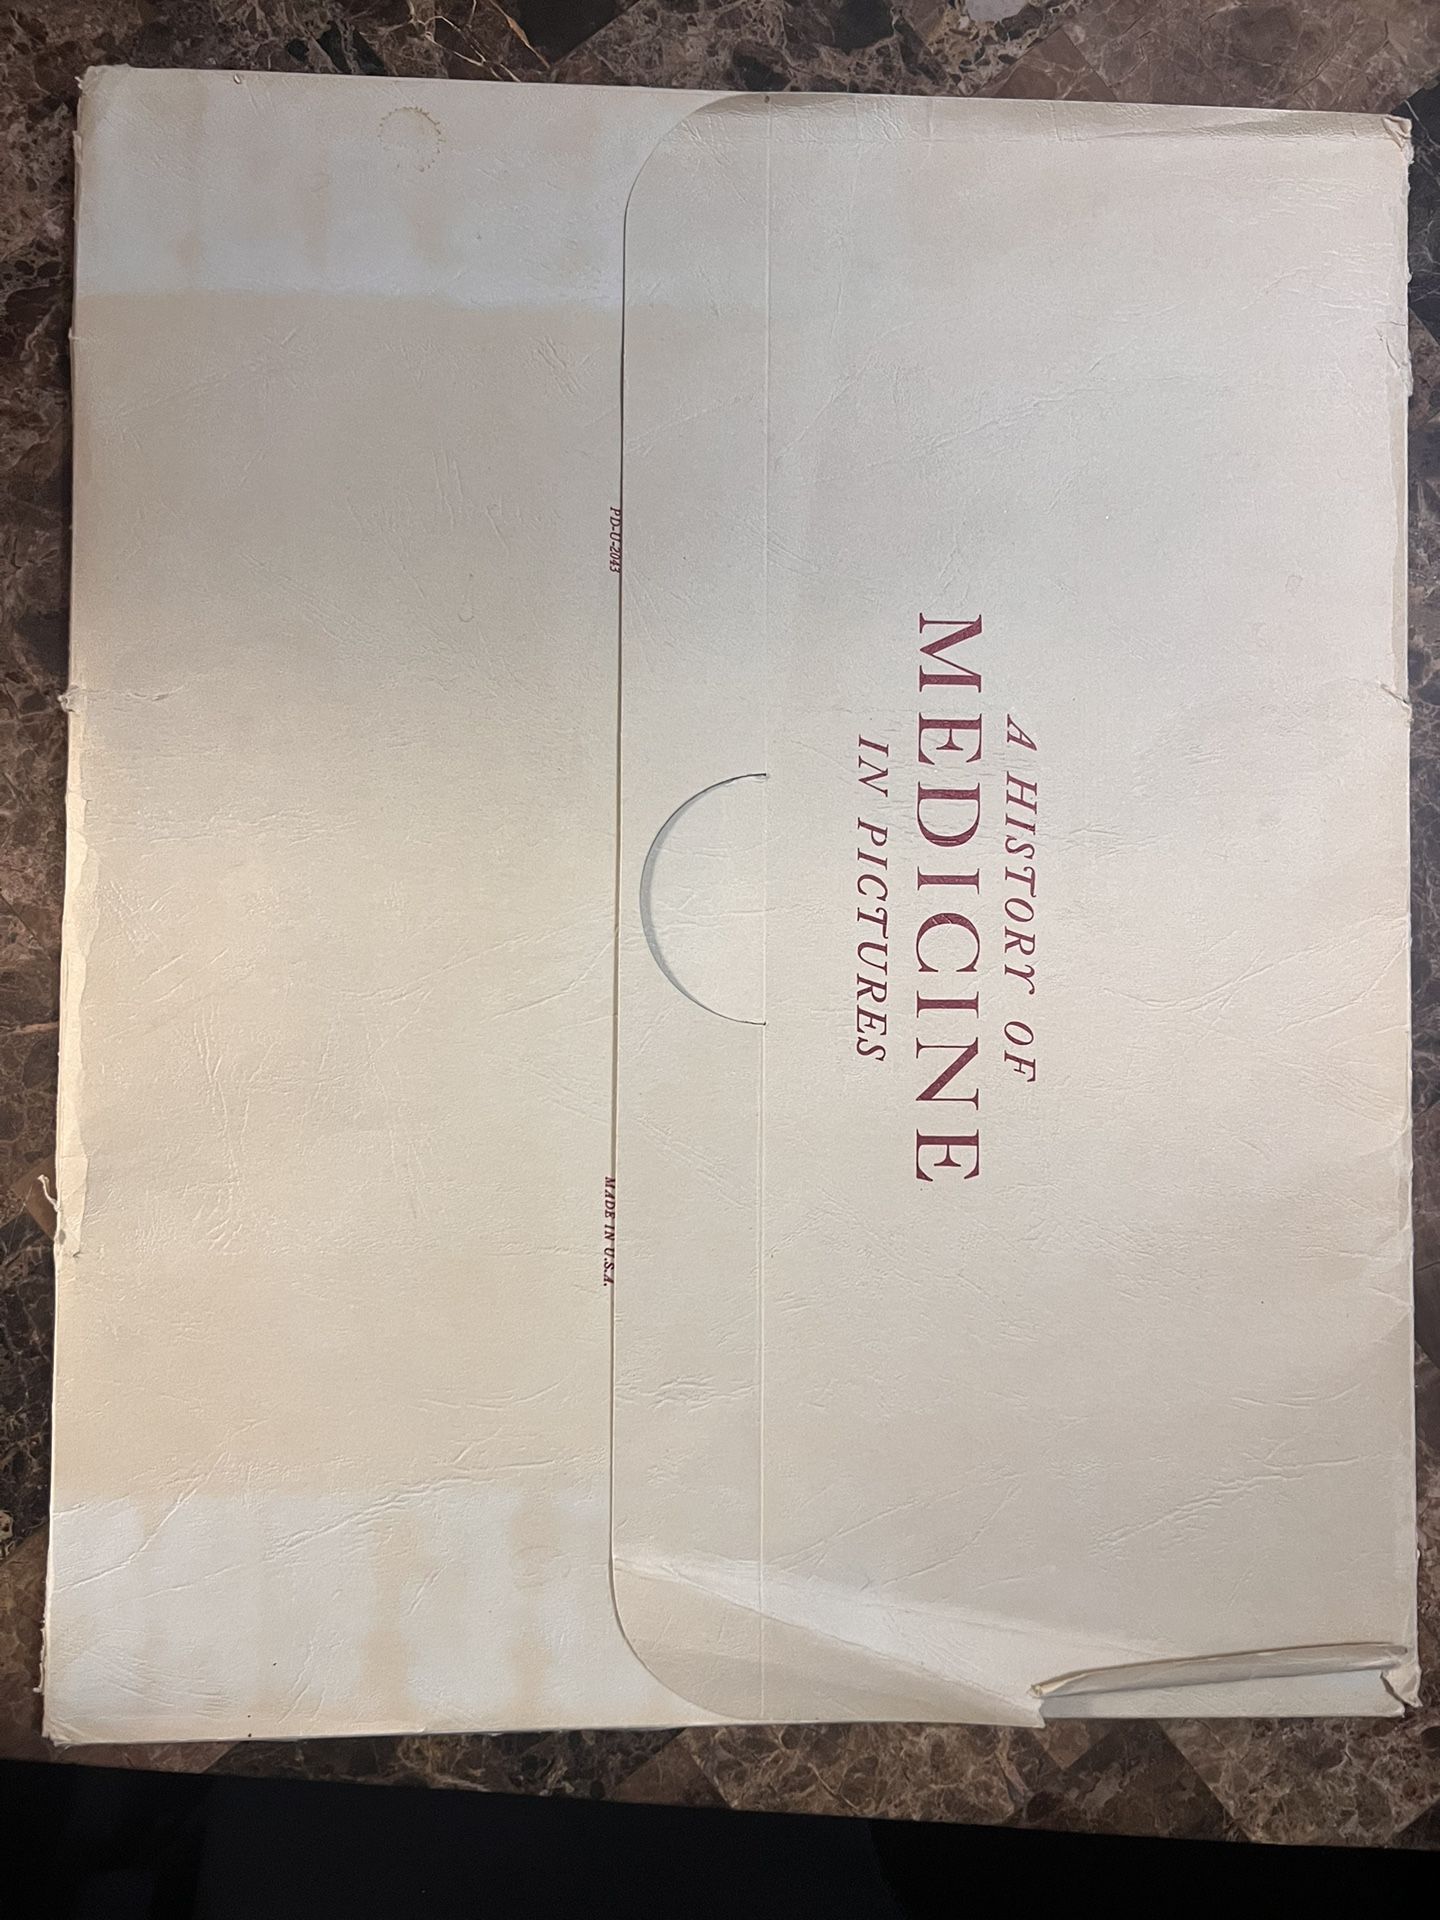 A HISTORY OF
MEDICINE
IN PICTURES
PD-U-2043
MADE IN U.S.A.